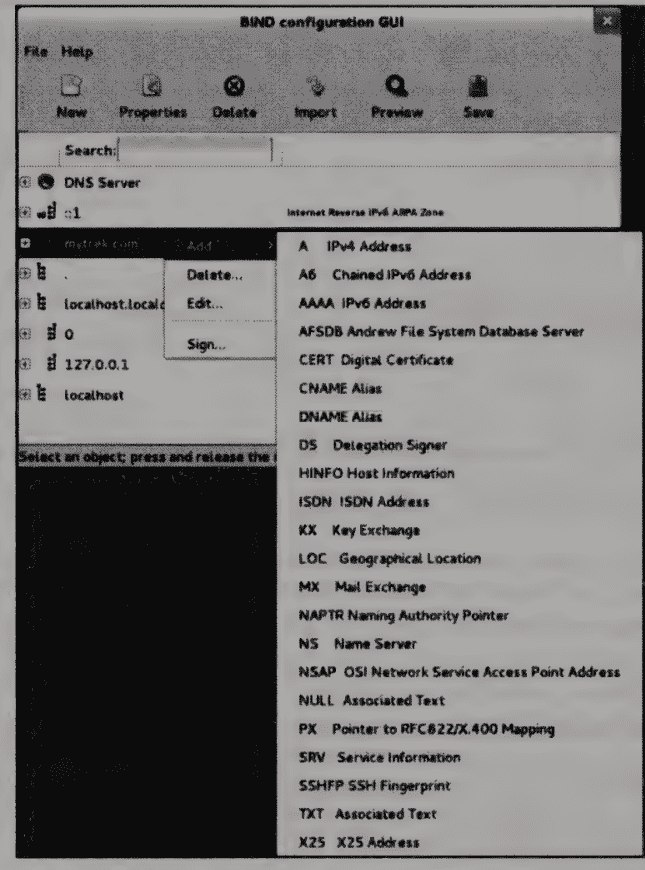 BIND configuration GUI
File Help
New Properties Delete Import Preview Save
Search:
DNS Server
::1 Internet Reverse IPv6 ARPA Zone
mytrek.com Add
.
localhost.locald
0
127.0.0.1
localhost
Delete...
Edit...
Sign...
Select an object; press and release the
A IPv4 Address
A6 Chained IPv6 Address
AAAA IPv6 Address
AFSDB Andrew File System Database Server
CERT Digital Certificate
CNAME Alias
DNAME Alias
DS Delegation Signer
HINFO Host Information
ISDN ISDN Address
KX Key Exchange
LOC Geographical Location
MX Mail Exchange
NAPTR Naming Authority Pointer
NS Name Server
NSAP OSI Network Service Access Point Address
NULL Associated Text
PX Pointer to RFC822/X.400 Mapping
SRV Service Information
SSHFP SSH Fingerprint
TXT Associated Text
X25 X25 Address